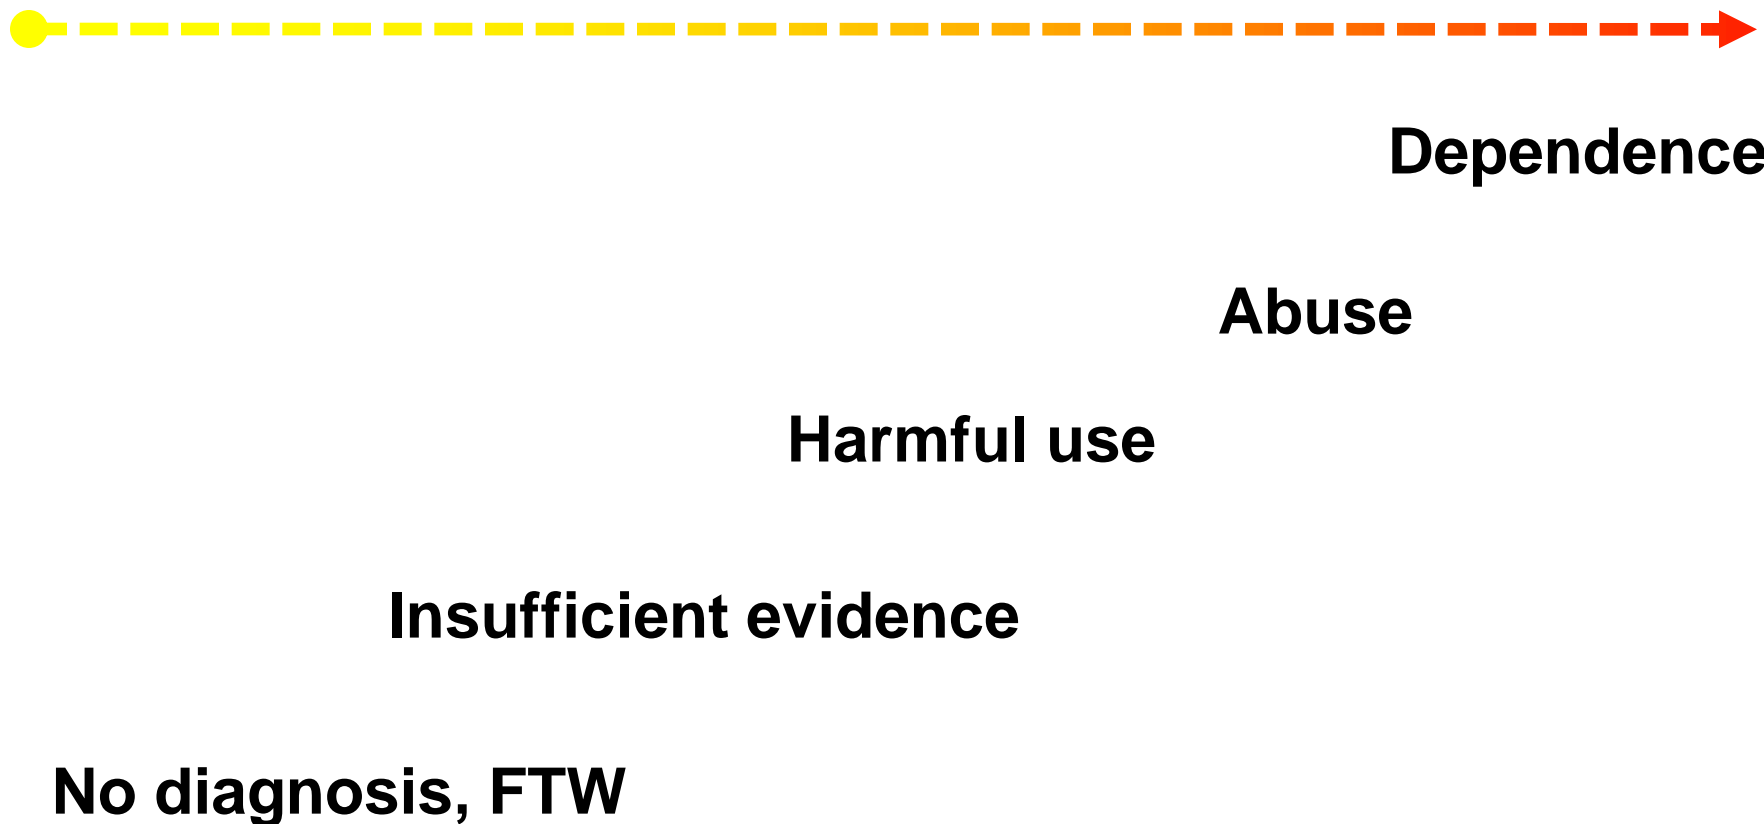 Dependence
Abuse
Harmful use
Insufficient evidence
No diagnosis, FTW